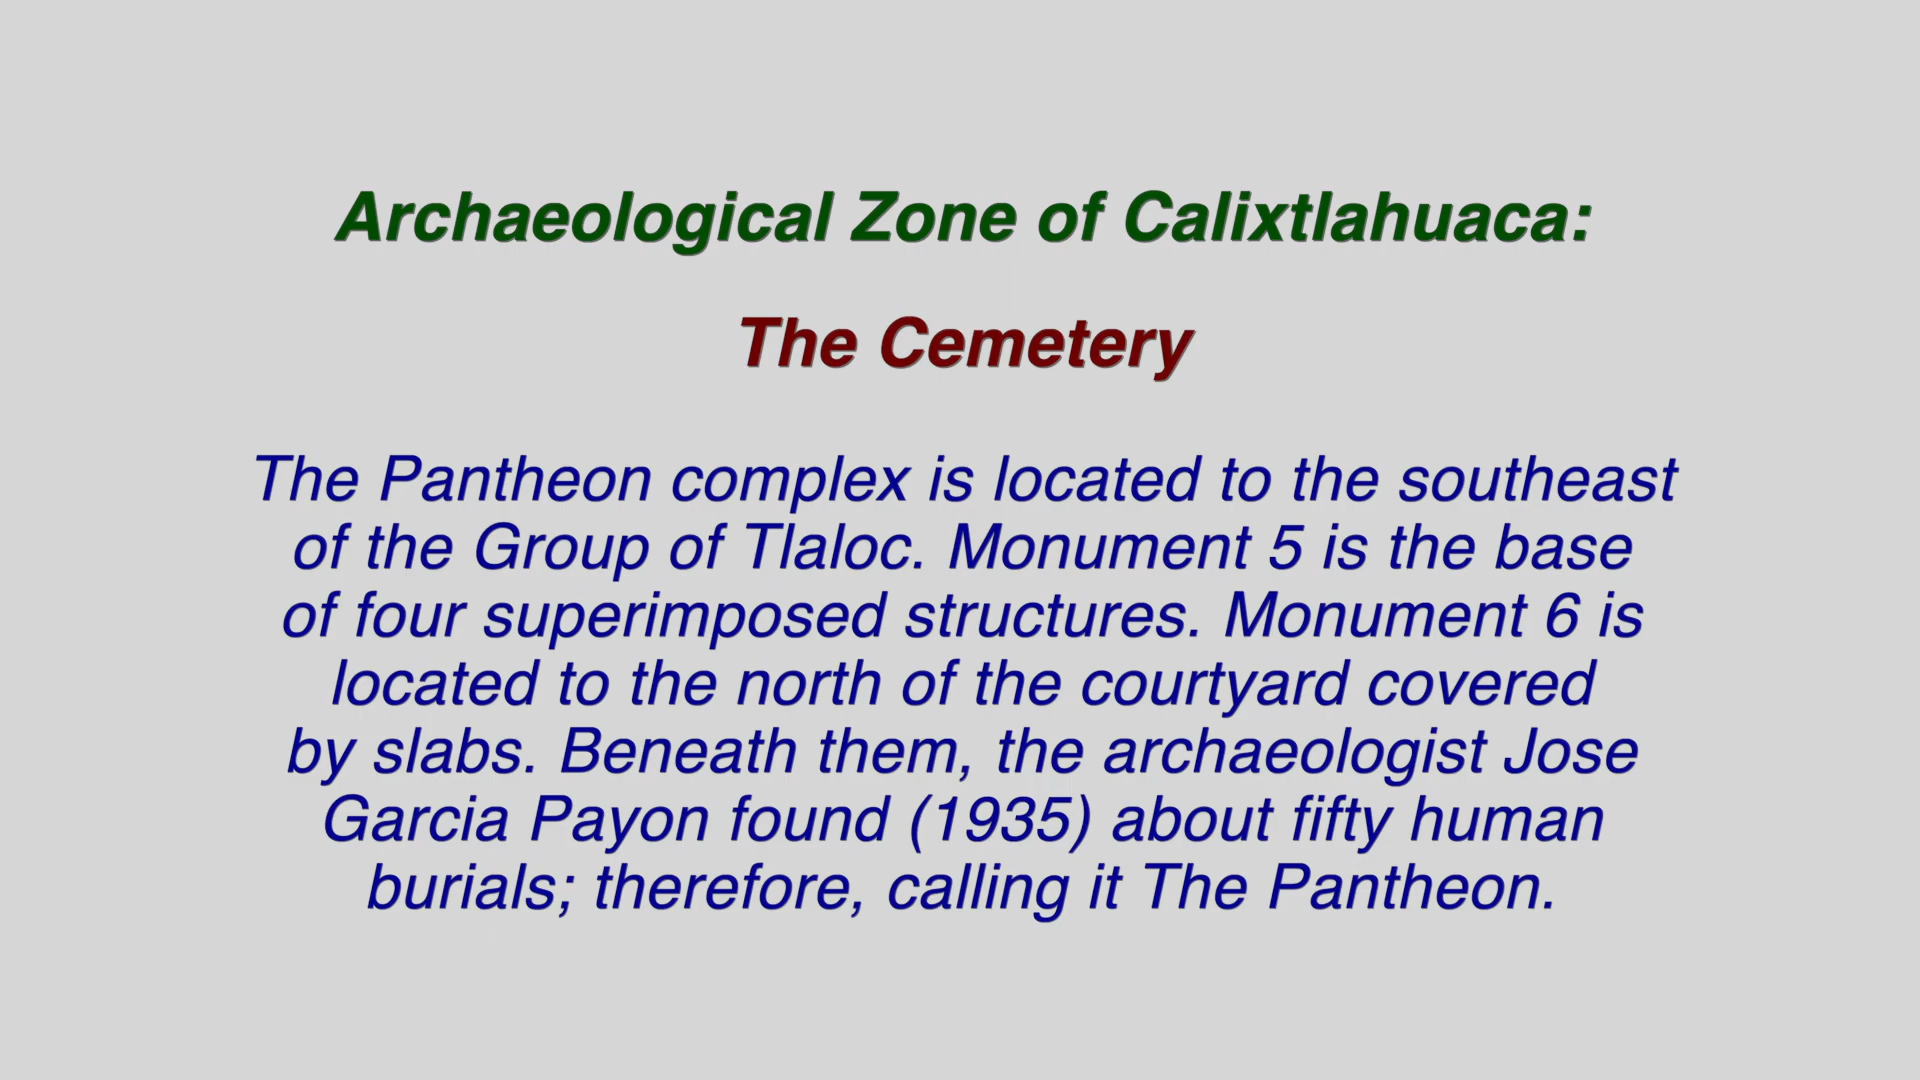 Archaeological Zone of Calixtlahuaca:
The Cemetery
The Pantheon complex is located to the southeast
of the Group of Tlaloc. Monument 5 is the base
of four superimposed structures. Monument 6 is
located to the north of the courtyard covered
by slabs. Beneath them, the archaeologist Jose
Garcia Payon found (1935) about fifty human
burials; therefore, calling it The Pantheon.